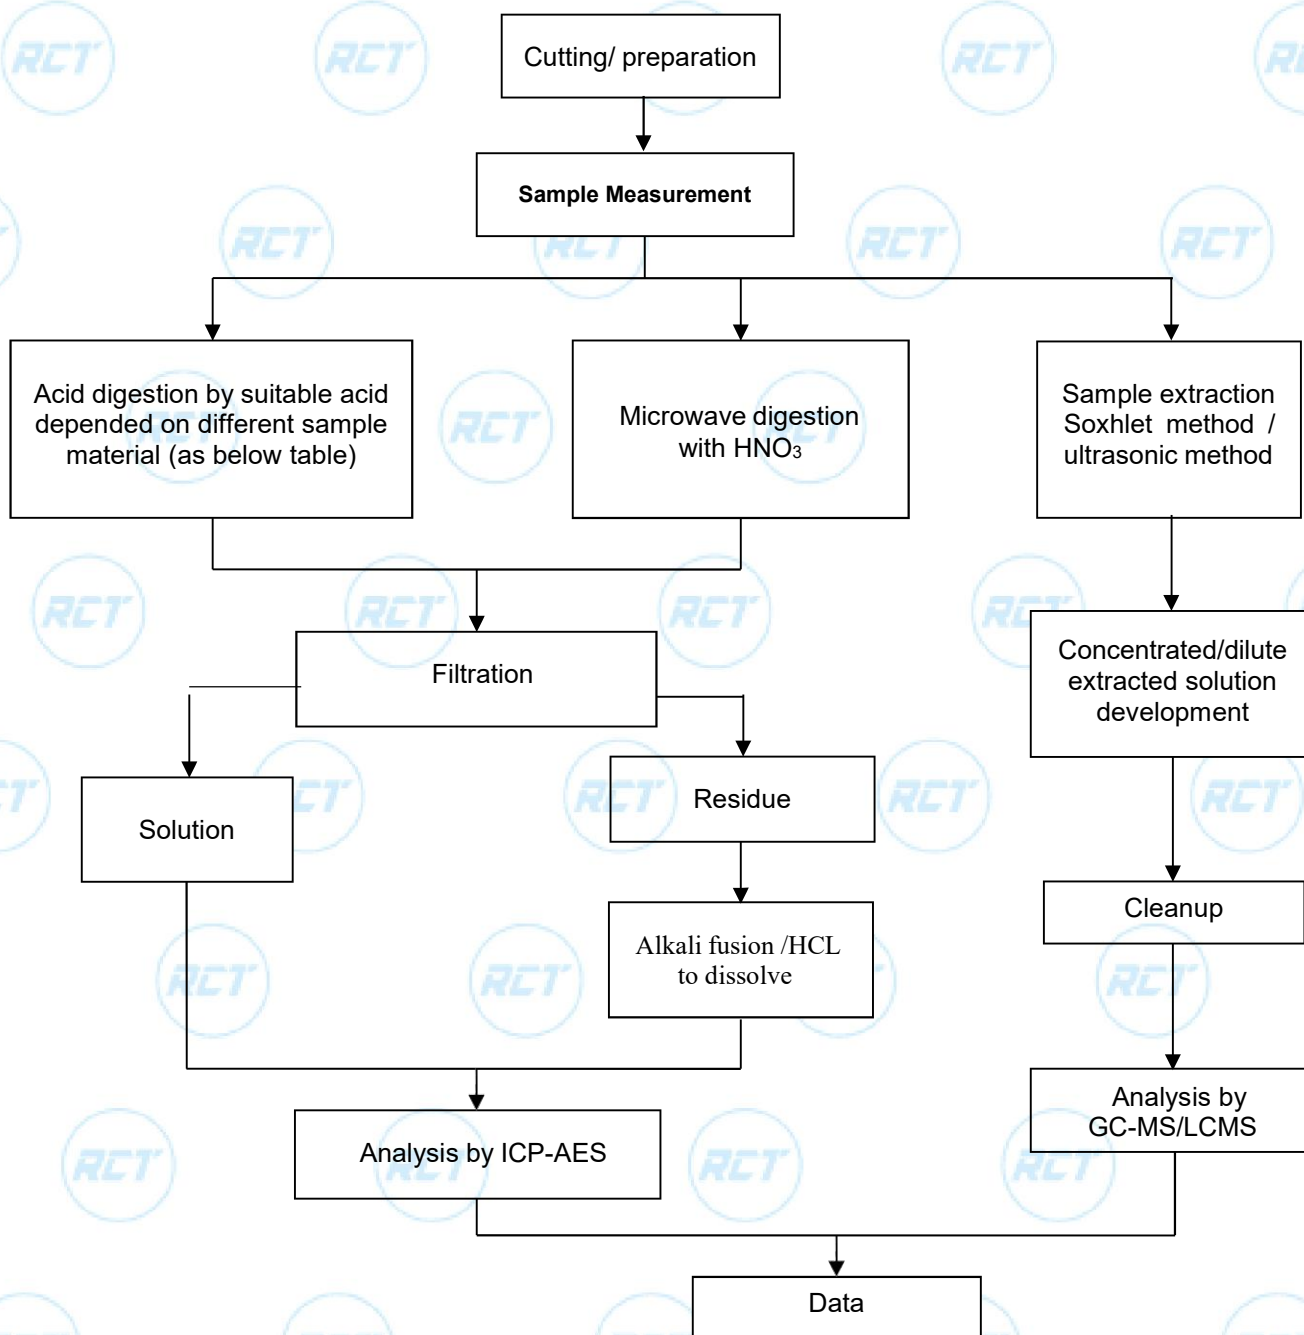 Cutting/ preparation
Sample Measurement
Acid digestion by suitable acid
depended on different sample
material (as below table)
Microwave digestion
with HNO₃
Sample extraction
Soxhlet method /
ultrasonic method
Filtration
Concentrated/dilute
extracted solution
development
Solution
Residue
Cleanup
Alkali fusion /HCL
to dissolve
Analysis by
GC-MS/LCMS
Analysis by ICP-AES
Data
RCT